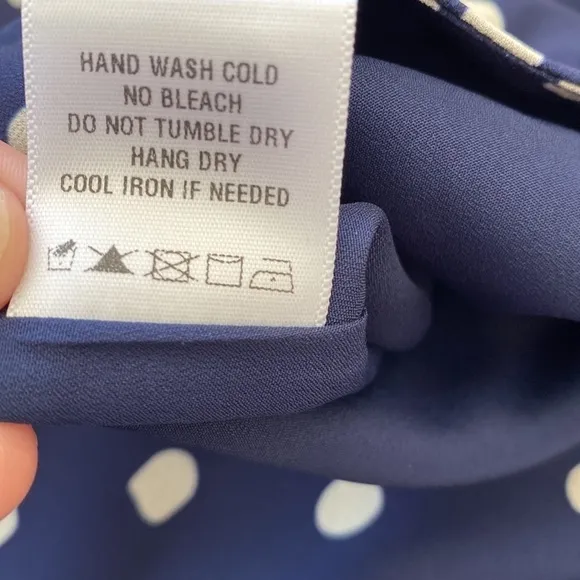 HAND WASH COLD
NO BLEACH
DO NOT TUMBLE DRY
HANG DRY
COOL IRON IF NEEDED